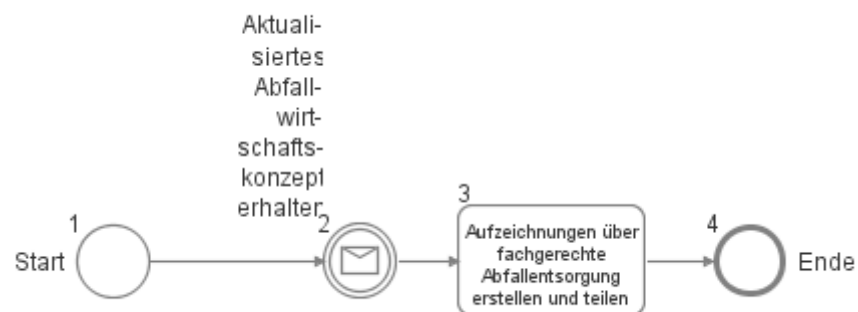 Aktuali-
siertes
Abfall-
wirt-
schafts-
konzept
erhalten
1
Start
2
3
Aufzeichnungen über
fachgerechte
Abfallentsorgung
erstellen und teilen
4
Ende